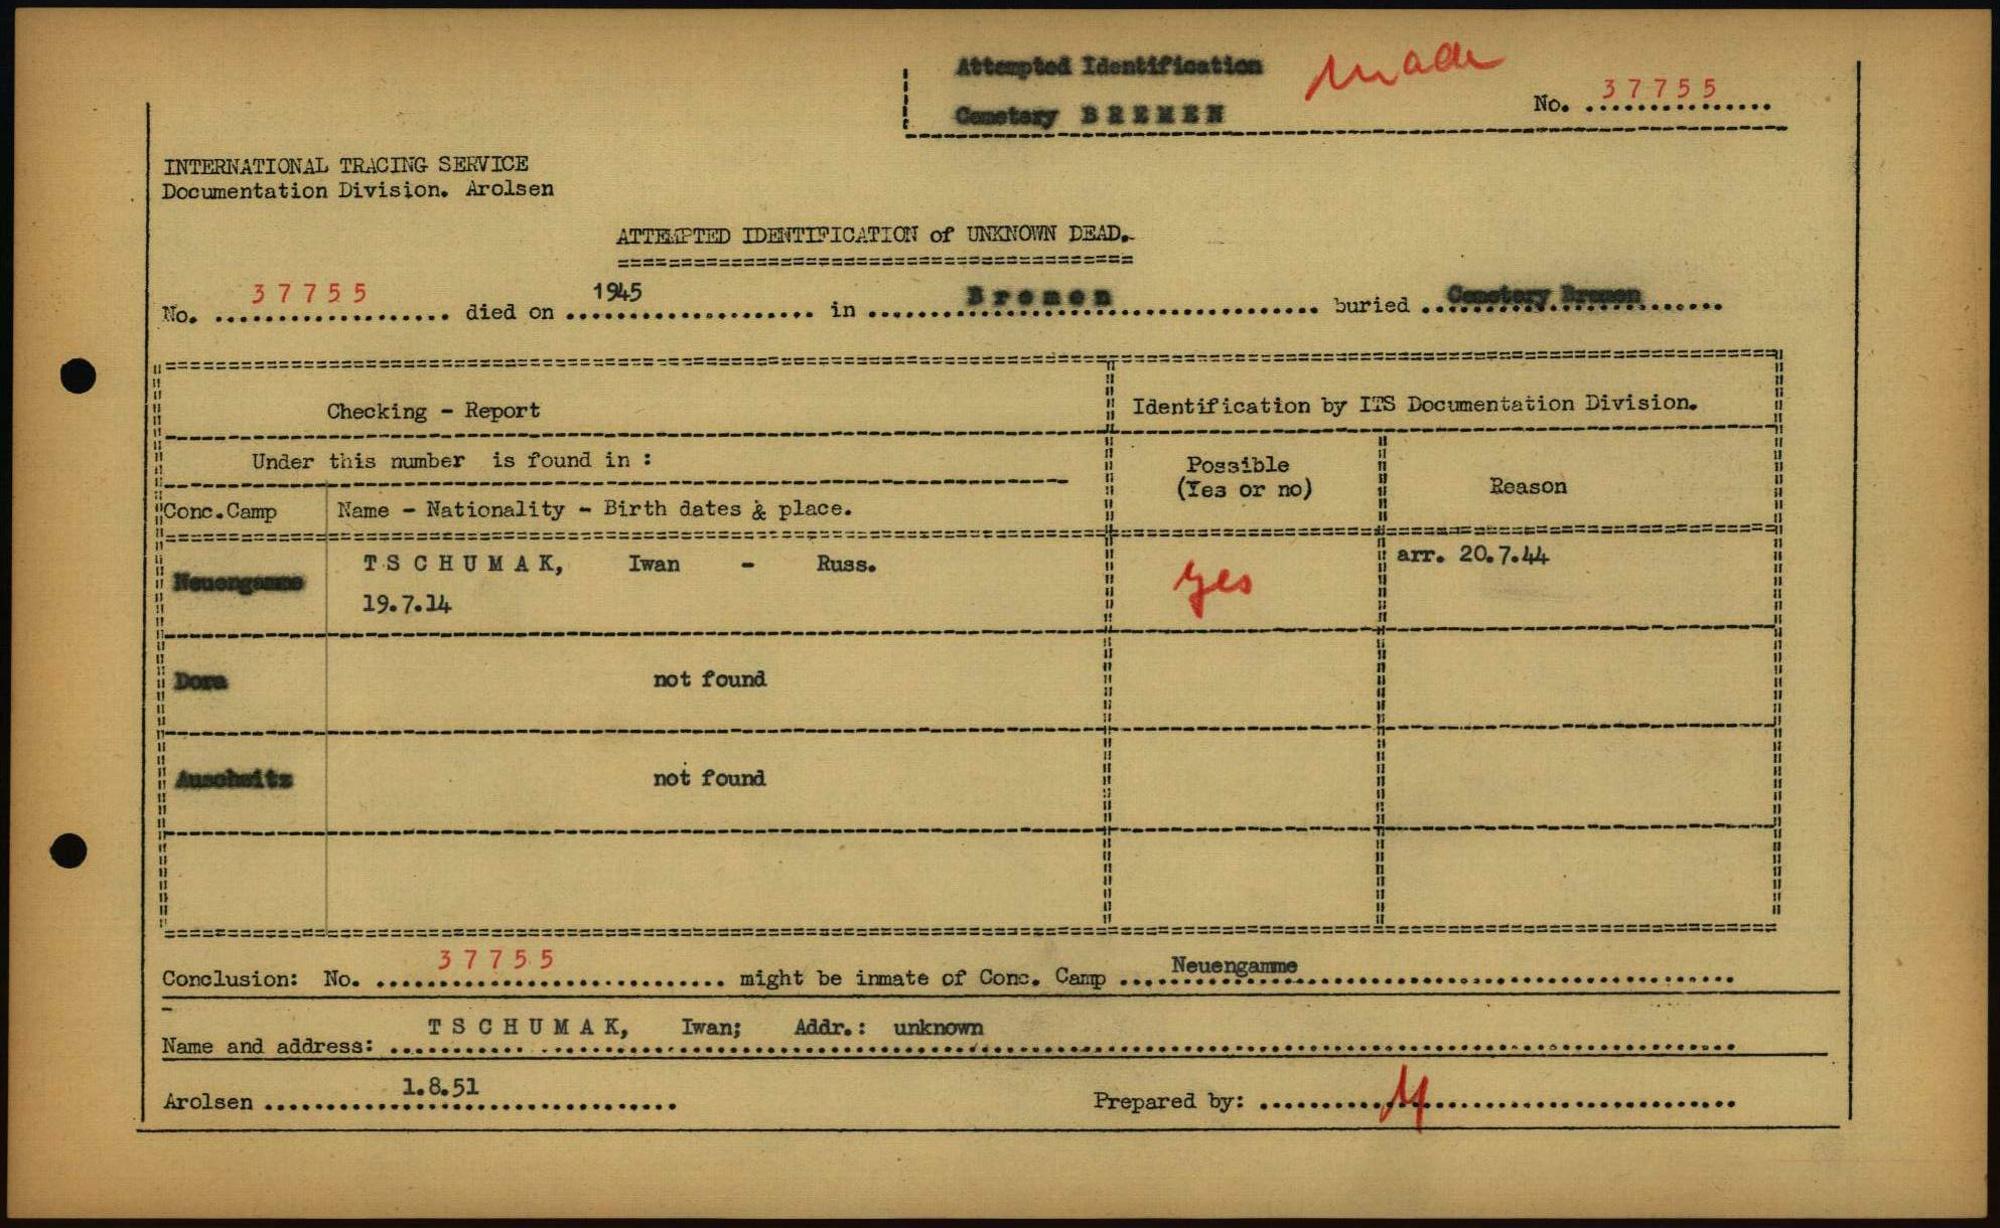 Attempted Identification made
Cemetery B R E M E N No. 37755
INTERNATIONAL TRACING SERVICE
Documentation Division. Arolsen
ATTEMPTED IDENTIFICATION of UNKNOWN DEAD.
No. 37755 died on 1945 in B r e m e n buried Cemetery Bremen
Checking - Report Identification by ITS Documentation Division.
Under this number is found in :
Possible
(Yes or no) Reason
Conc.Camp Name - Nationality - Birth dates & place.
Neuengamme T S C H U M A K, Iwan - Russ. yes arr. 20.7.44
19.7.14
Dora not found
Auschwitz not found
Conclusion: No. 37755 might be inmate of Conc. Camp Neuengamme
Name and address: T S C H U M A K, Iwan; Addr.: unknown
Arolsen 1.8.51 Prepared by: